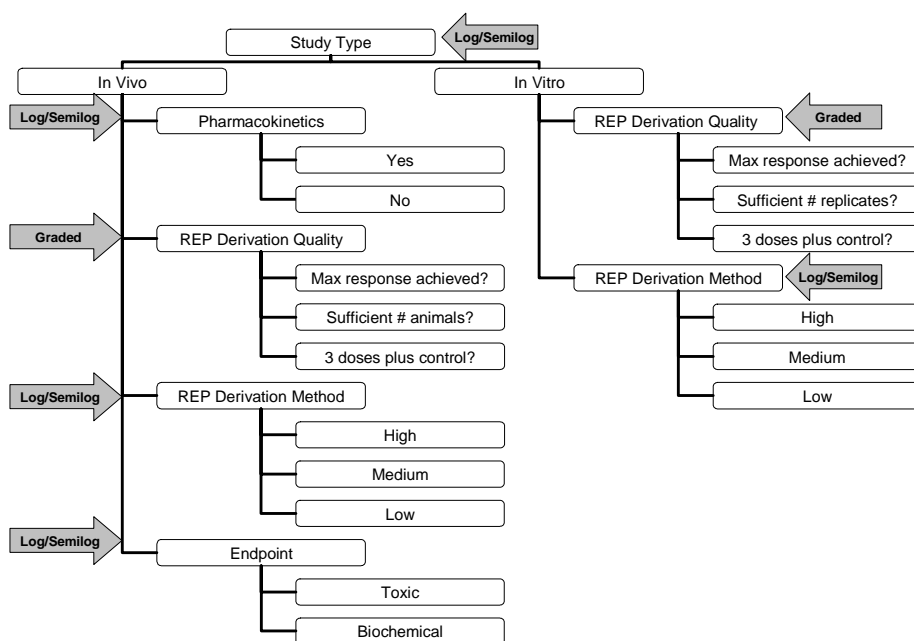 Study Type
Log/Semilog
In Vivo
In Vitro
Log/Semilog
Pharmacokinetics
Yes
No
Graded
REP Derivation Quality
Max response achieved?
Sufficient # animals?
3 doses plus control?
Log/Semilog
REP Derivation Method
High
Medium
Low
Log/Semilog
Endpoint
Toxic
Biochemical
REP Derivation Quality
Graded
Max response achieved?
Sufficient # replicates?
3 doses plus control?
REP Derivation Method
Log/Semilog
High
Medium
Low